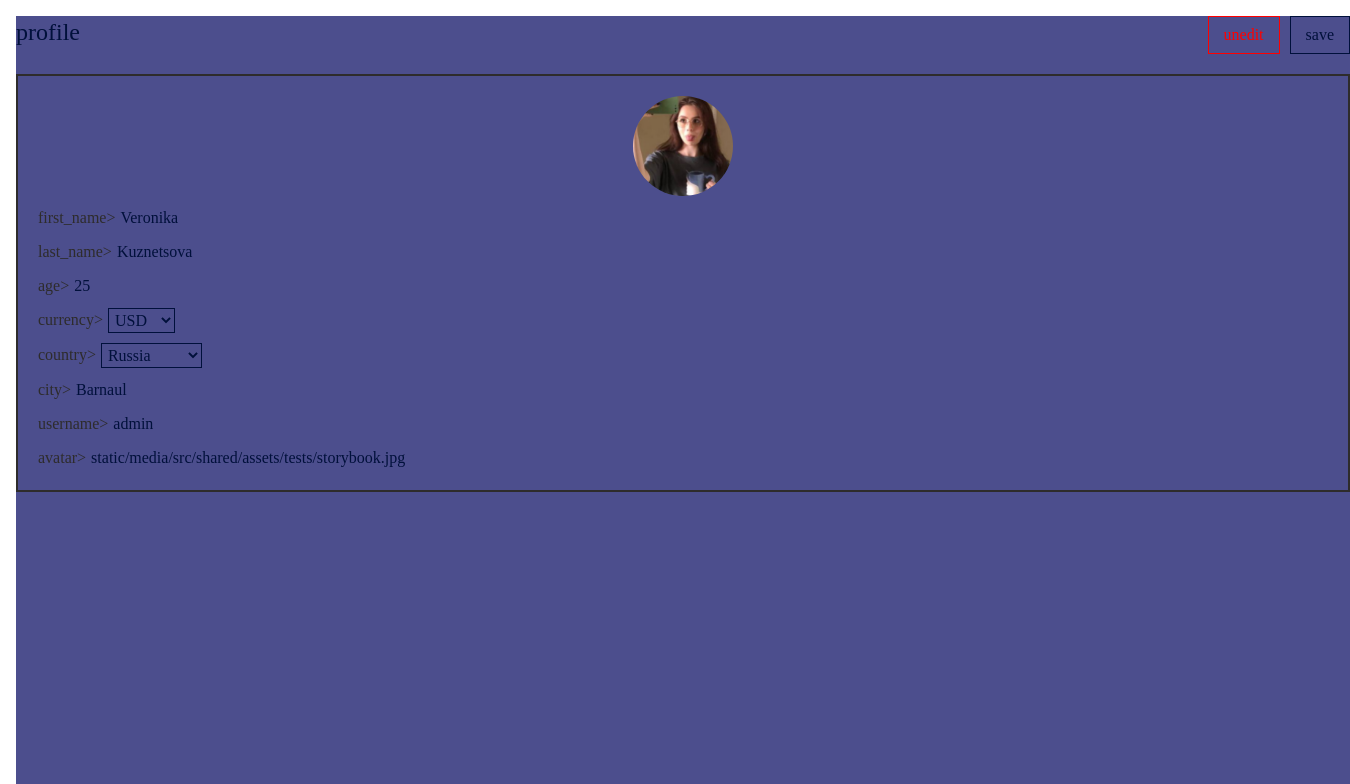 profile
unedit
save
first_name> Veronika
last_name> Kuznetsova
age> 25
currency> USD
country> Russia
city> Barnaul
username> admin
avatar> static/media/src/shared/assets/tests/storybook.jpg